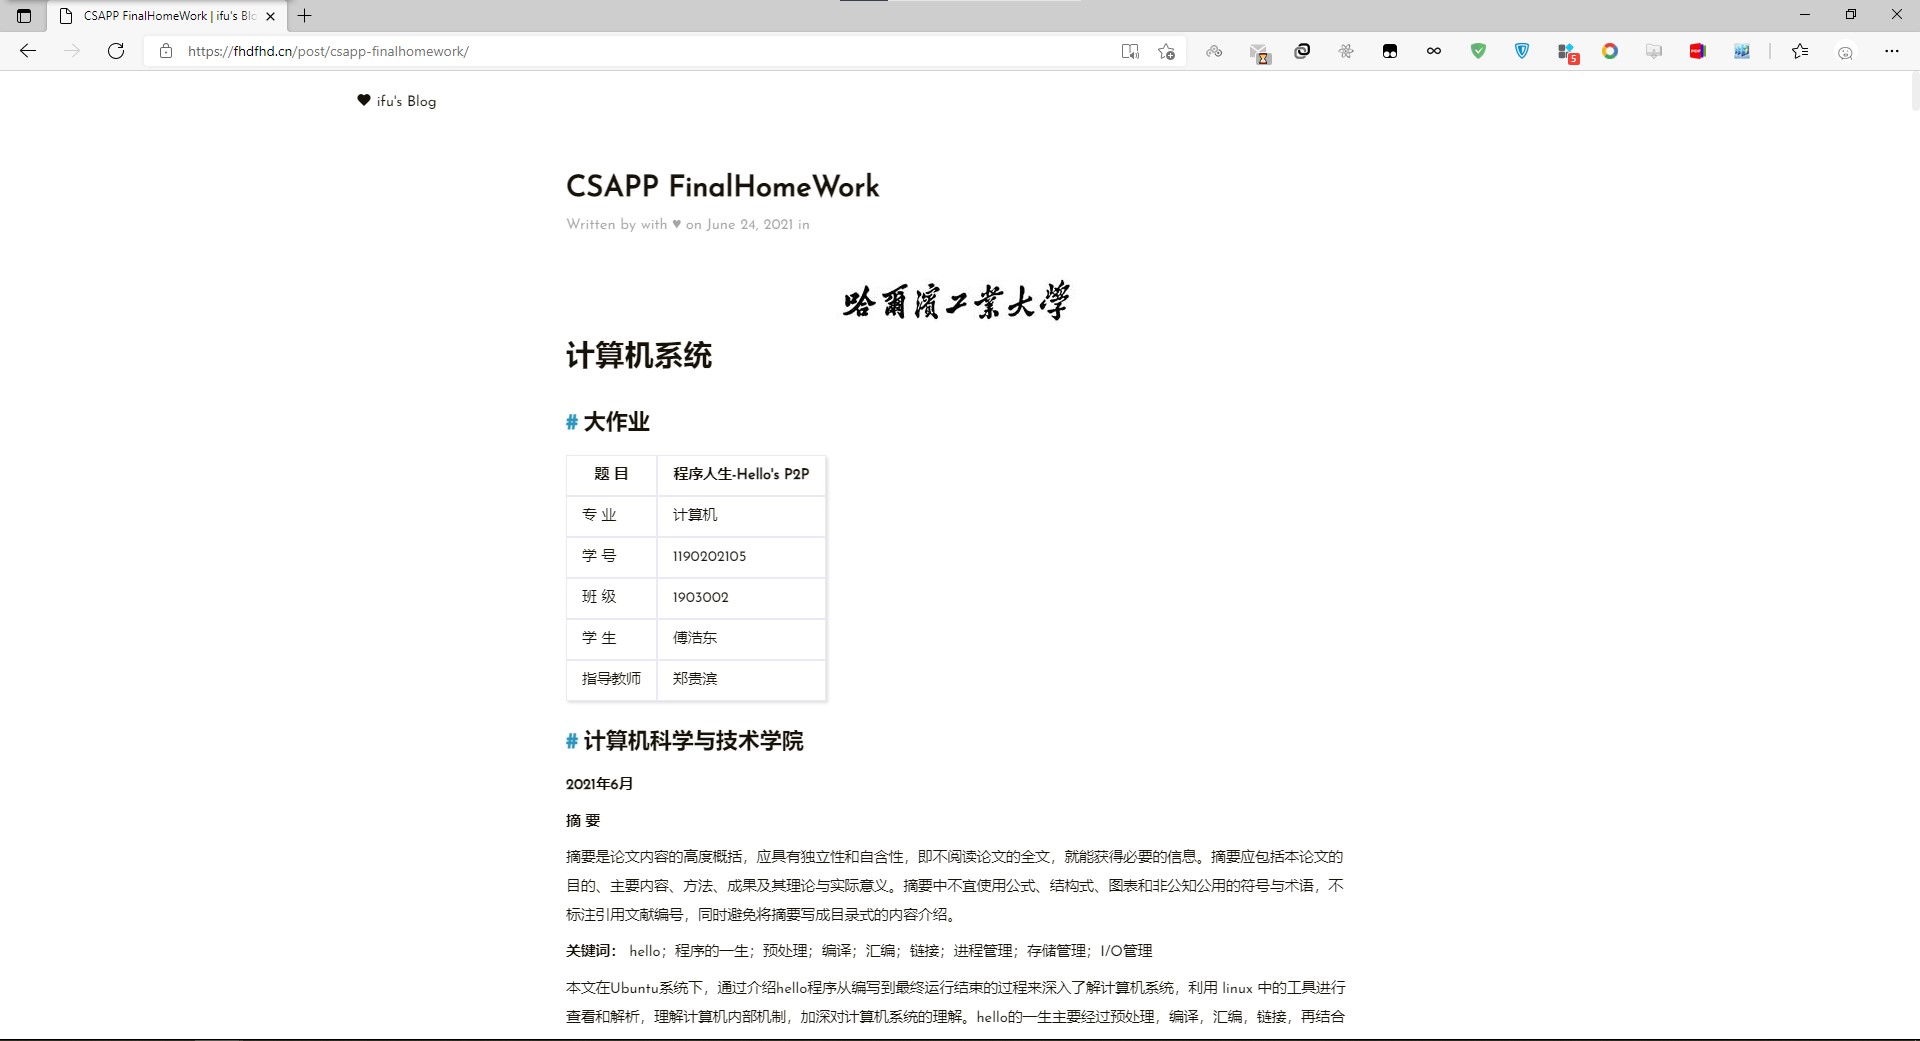 CSAPP FinalHomeWork | ifu's Blo
https://fhdfhd.cn/post/csapp-finalhomework/
5
PDF
ifu's Blog
CSAPP FinalHomeWork
Written by with ♥ on June 24, 2021 in
哈爾濱工業大學
计算机系统
# 大作业
题 目 程序人生-Hello's P2P
专 业 计算机
学 号 1190202105
班 级 1903002
学 生 傅浩东
指导教师 郑贵滨
# 计算机科学与技术学院
2021年6月
摘 要
摘要是论文内容的高度概括，应具有独立性和自含性，即不阅读论文的全文，就能获得必要的信息。摘要应包括本论文的
目的、主要内容、方法、成果及其理论与实际意义。摘要中不宜使用公式、结构式、图表和非公知公用的符号与术语，不
标注引用文献编号，同时避免将摘要写成目录式的内容介绍。
关键词： hello；程序的一生；预处理；编译；汇编；链接；进程管理；存储管理；I/O管理
本文在Ubuntu系统下，通过介绍hello程序从编写到最终运行结束的过程来深入了解计算机系统，利用 linux 中的工具进行
查看和解析，理解计算机内部机制，加深对计算机系统的理解。hello的一生主要经过预处理，编译，汇编，链接，再结合